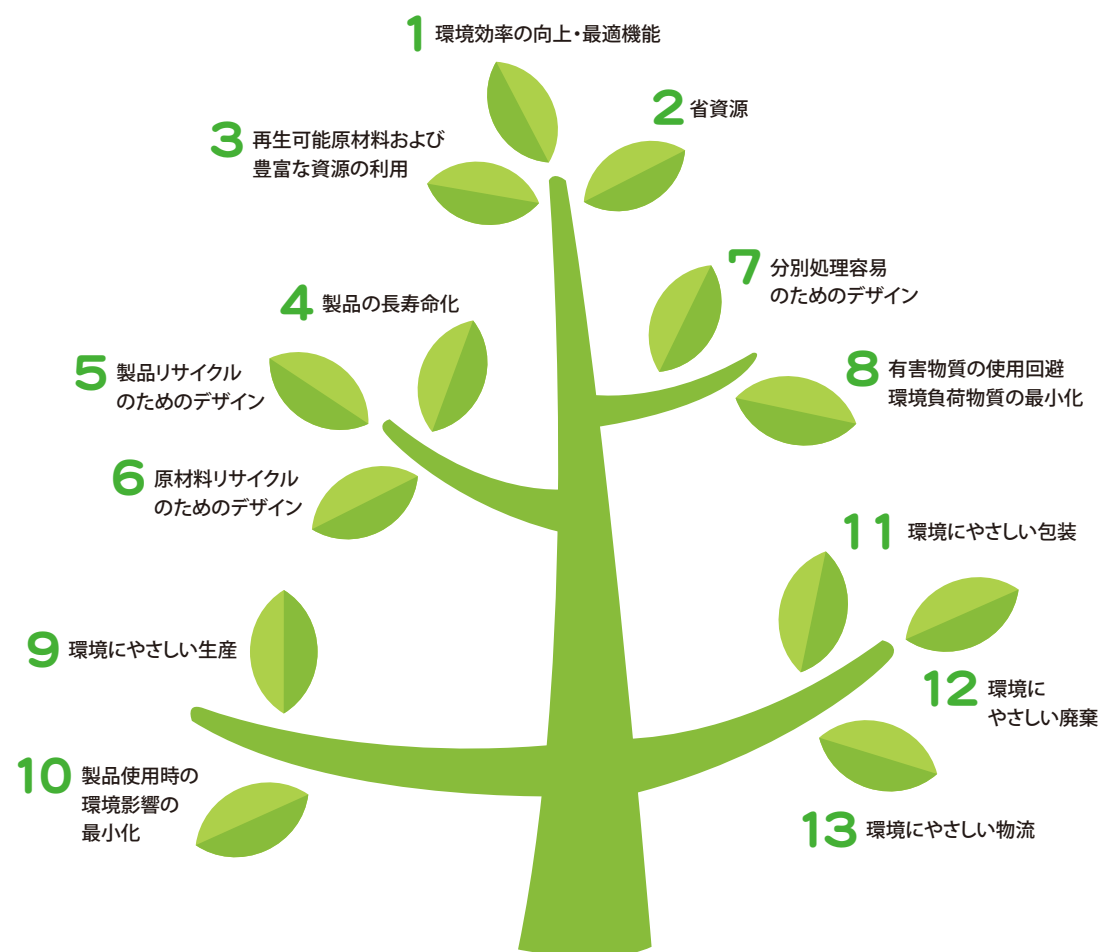 1 環境効率の向上・最適機能
2 省資源
3 再生可能原材料および
豊富な資源の利用
4 製品の長寿命化
5 製品リサイクル
のためのデザイン
6 原材料リサイクル
のためのデザイン
7 分別処理容易
のためのデザイン
8 有害物質の使用回避
環境負荷物質の最小化
9 環境にやさしい生産
10 製品使用時の
環境影響の
最小化
11 環境にやさしい包装
12 環境に
やさしい廃棄
13 環境にやさしい物流